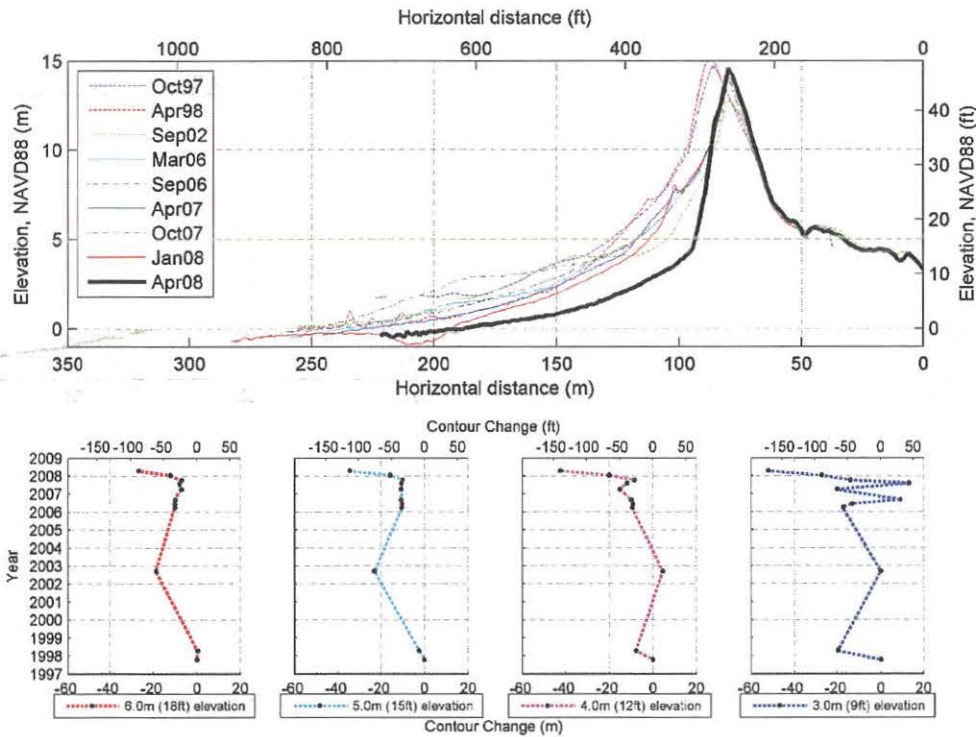 Horizontal distance (ft)
1000 800 600 400 200 0
15
10
5
0
Elevation, NAVD88 (m)
Oct97
Apr98
Sep02
Mar06
Sep06
Apr07
Oct07
Jan08
Apr08
40
30
20
10
0
Elevation, NAVD88 (ft)
350 300 250 200 150 100 50 0
Horizontal distance (m)
Contour Change (ft)
-150 -100 -50 0 50 -150 -100 -50 0 50 -150 -100 -50 0 50 -150 -100 -50 0 50
2009
2008
2007
2006
2004
2003
2002
2001
2000
1999
1998
1997
Year
-60 -40 -20 0 -60 -40 -20 0 -60 -40 -20 0 -60 -40 -20 0
6.0m (18ft) elevation 5.0m (15ft) elevation 4.0m (12ft) elevation 3.0m (9ft) elevation
Contour Change (m)